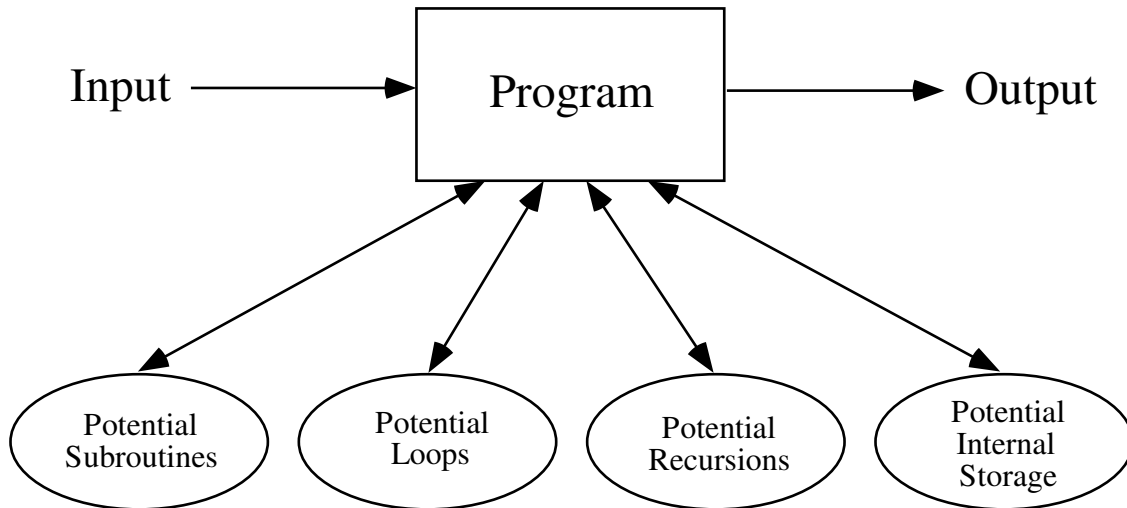 Input
Program
Output
Potential
Subroutines
Potential
Loops
Potential
Recursions
Potential
Internal
Storage